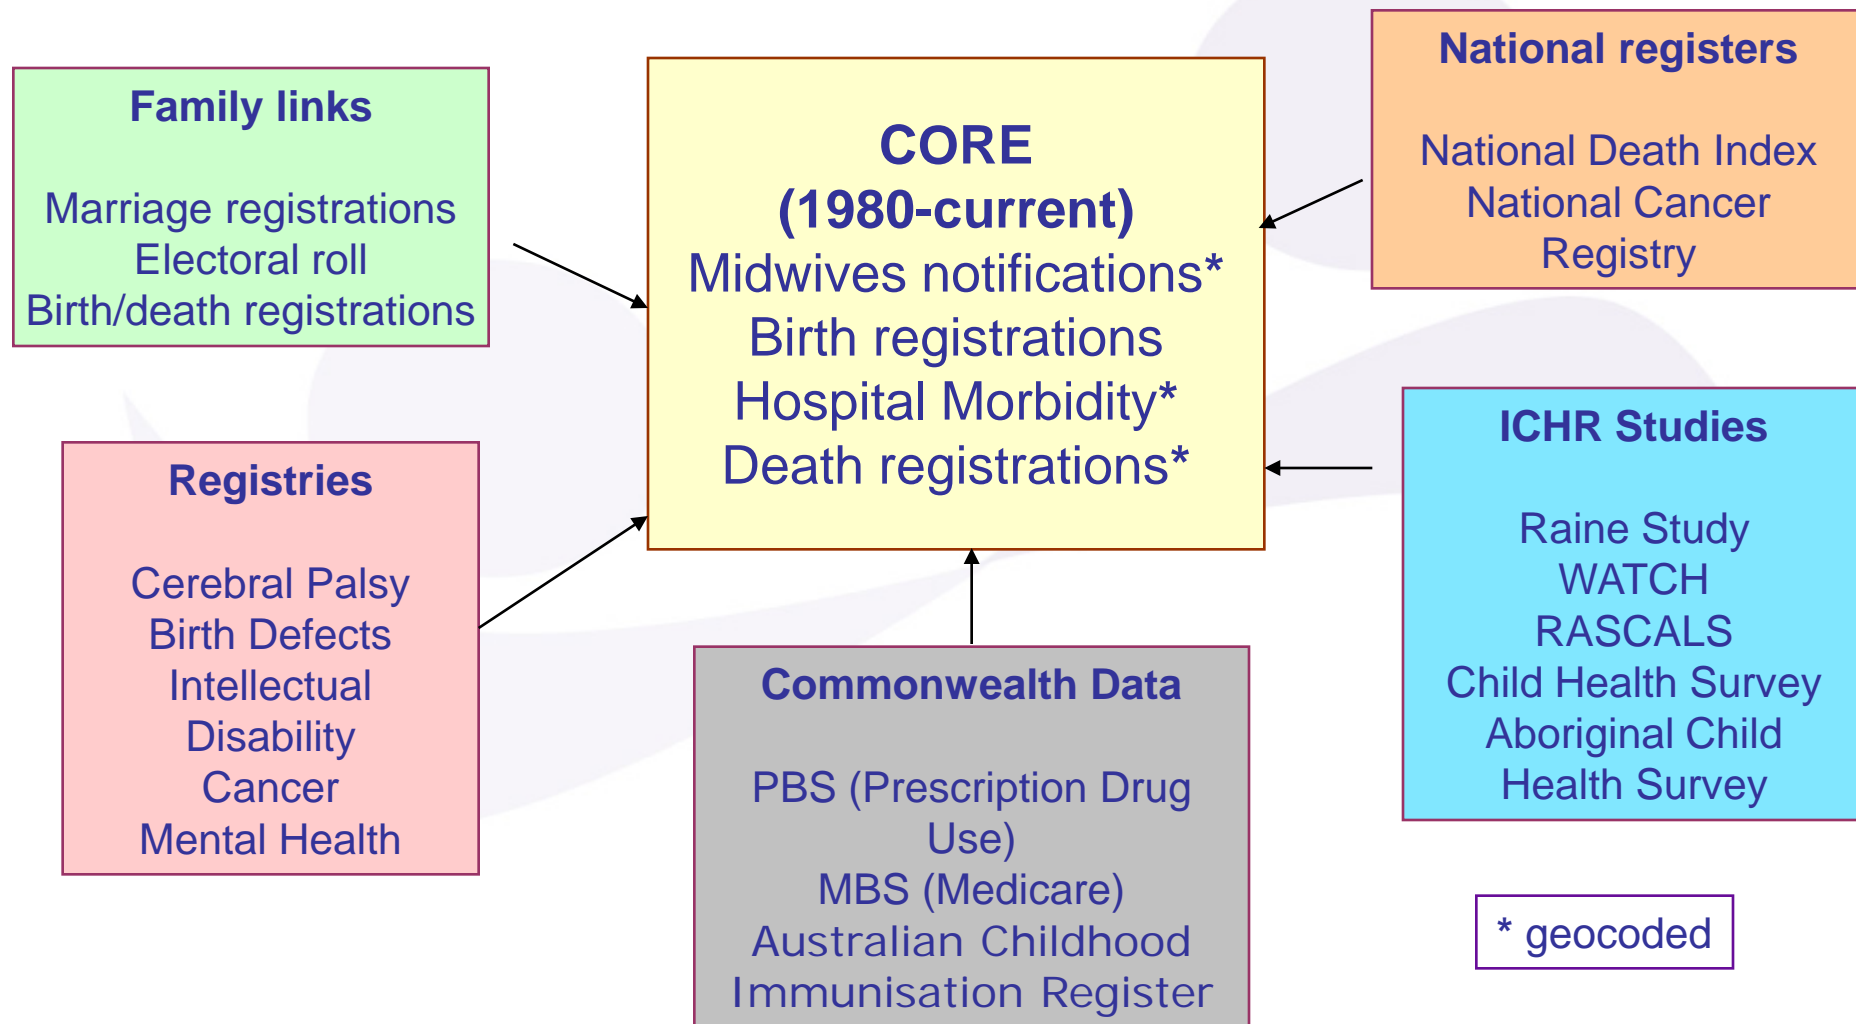 Family links
Marriage registrations
Electoral roll
Birth/death registrations
CORE
(1980-current)
Midwives notifications*
Birth registrations
Hospital Morbidity*
Death registrations*
National registers
National Death Index
National Cancer
Registry
Registries
Cerebral Palsy
Birth Defects
Intellectual
Disability
Cancer
Mental Health
Commonwealth Data
PBS (Prescription Drug
Use)
MBS (Medicare)
Australian Childhood
Immunisation Register
ICHR Studies
Raine Study
WATCH
RASCALS
Child Health Survey
Aboriginal Child
Health Survey
* geocoded